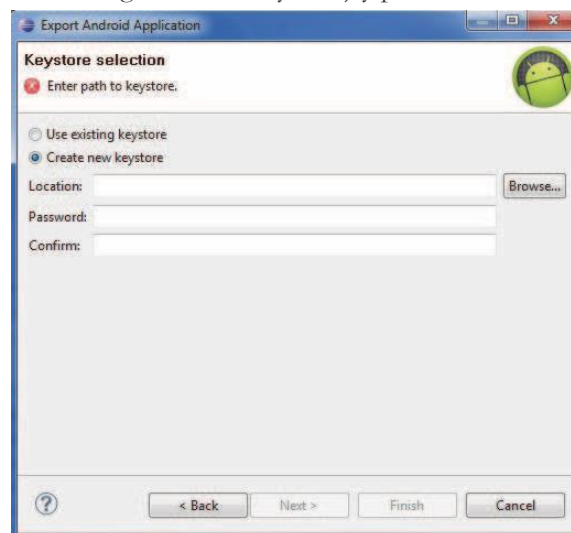 Export Android Application
Keystore selection
Enter path to keystore.
Use existing keystore
Create new keystore
Location:
Browse...
Password:
Confirm:
?
< Back
Next >
Finish
Cancel